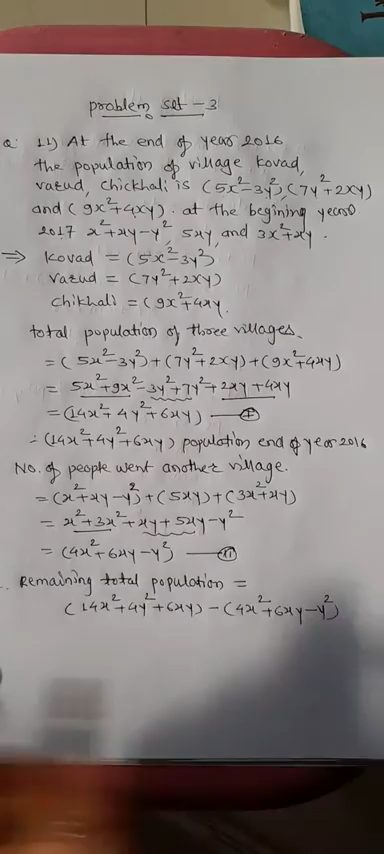 problem set - 3
Q. 11) At the end of year 2016
the population of village Kovad,
varud, chickhali is (5x²-3y²), (7y²+2xy)
and (9x²+4xy). at the begining years
2017 x²+xy-y², 5xy, and 3x²+xy.
⇒ Kovad = (5x²-3y²)
varud = (7y²+2xy)
chikhali = (9x²+4xy
total population of three villages.
= (5x²-3y²)+(7y²+2xy)+(9x²+4xy)
= 5x²+9x²-3y²+7y²+2xy+4xy
= (14x²+4y²+6xy) — Ⓘ
∴ (14x²+4y²+6xy) population end of year 2016
No. of people went another village.
= (x²+xy-y²)+(5xy)+(3x²+xy)
= x²+3x²+xy+5xy-y²
= (4x²+6xy-y²) — Ⓘⓘ
Remaining total population =
(14x²+4y²+6xy)-(4x²+6xy-y²)